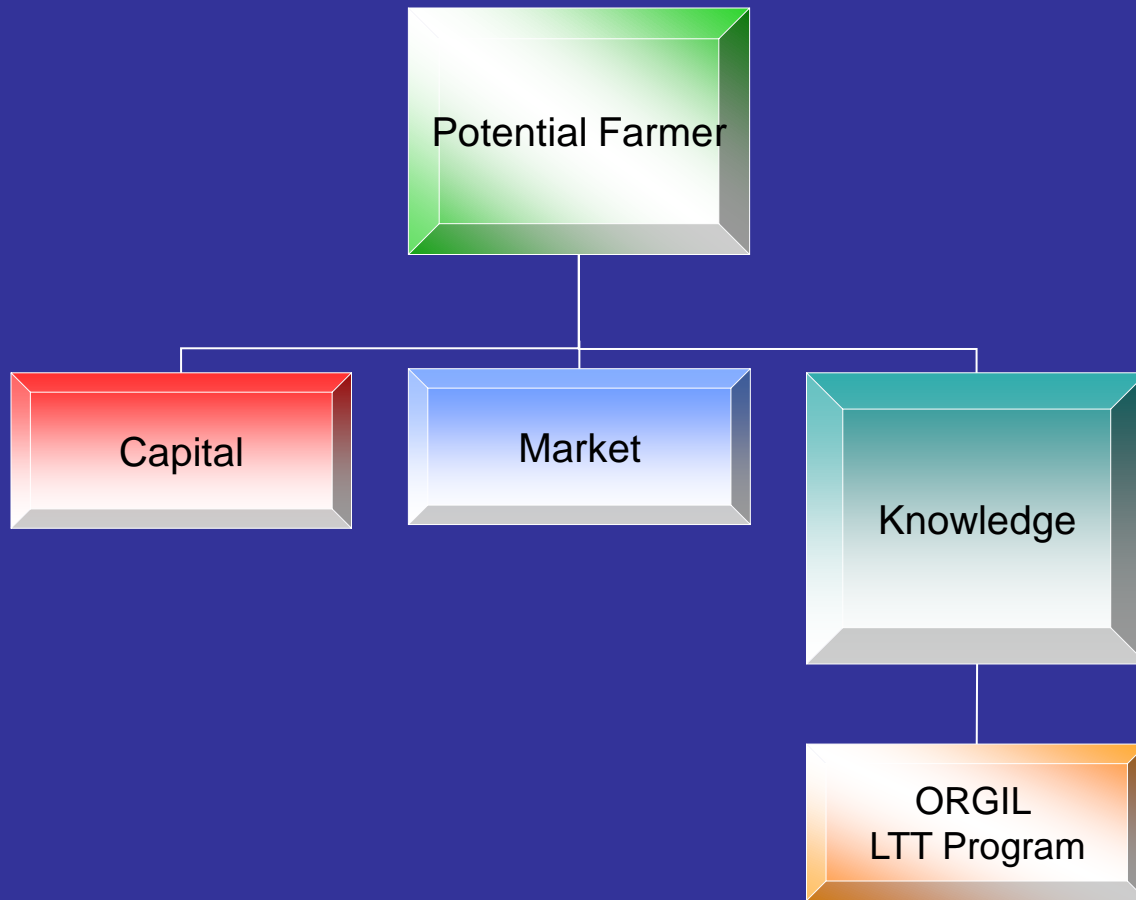 Potential Farmer
Capital
Market
Knowledge
ORGIL
LTT Program